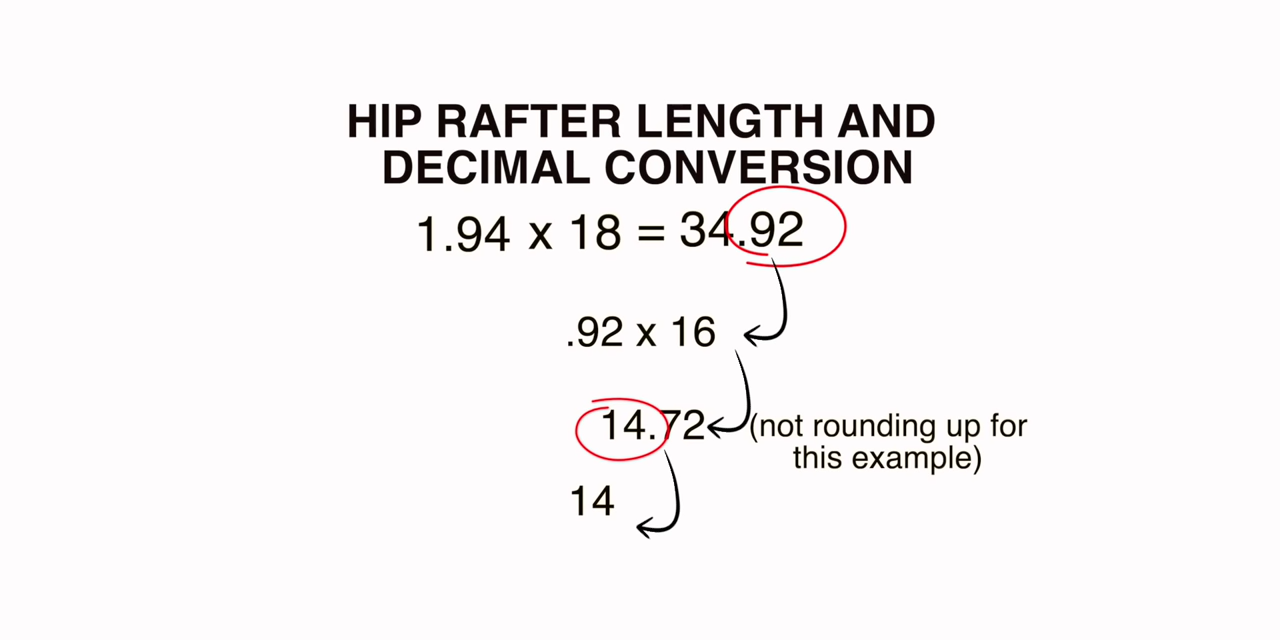 HIP RAFTER LENGTH AND
DECIMAL CONVERSION
1.94 x 18 = 34.92
.92 x 16
14.72 (not rounding up for
this example)
14